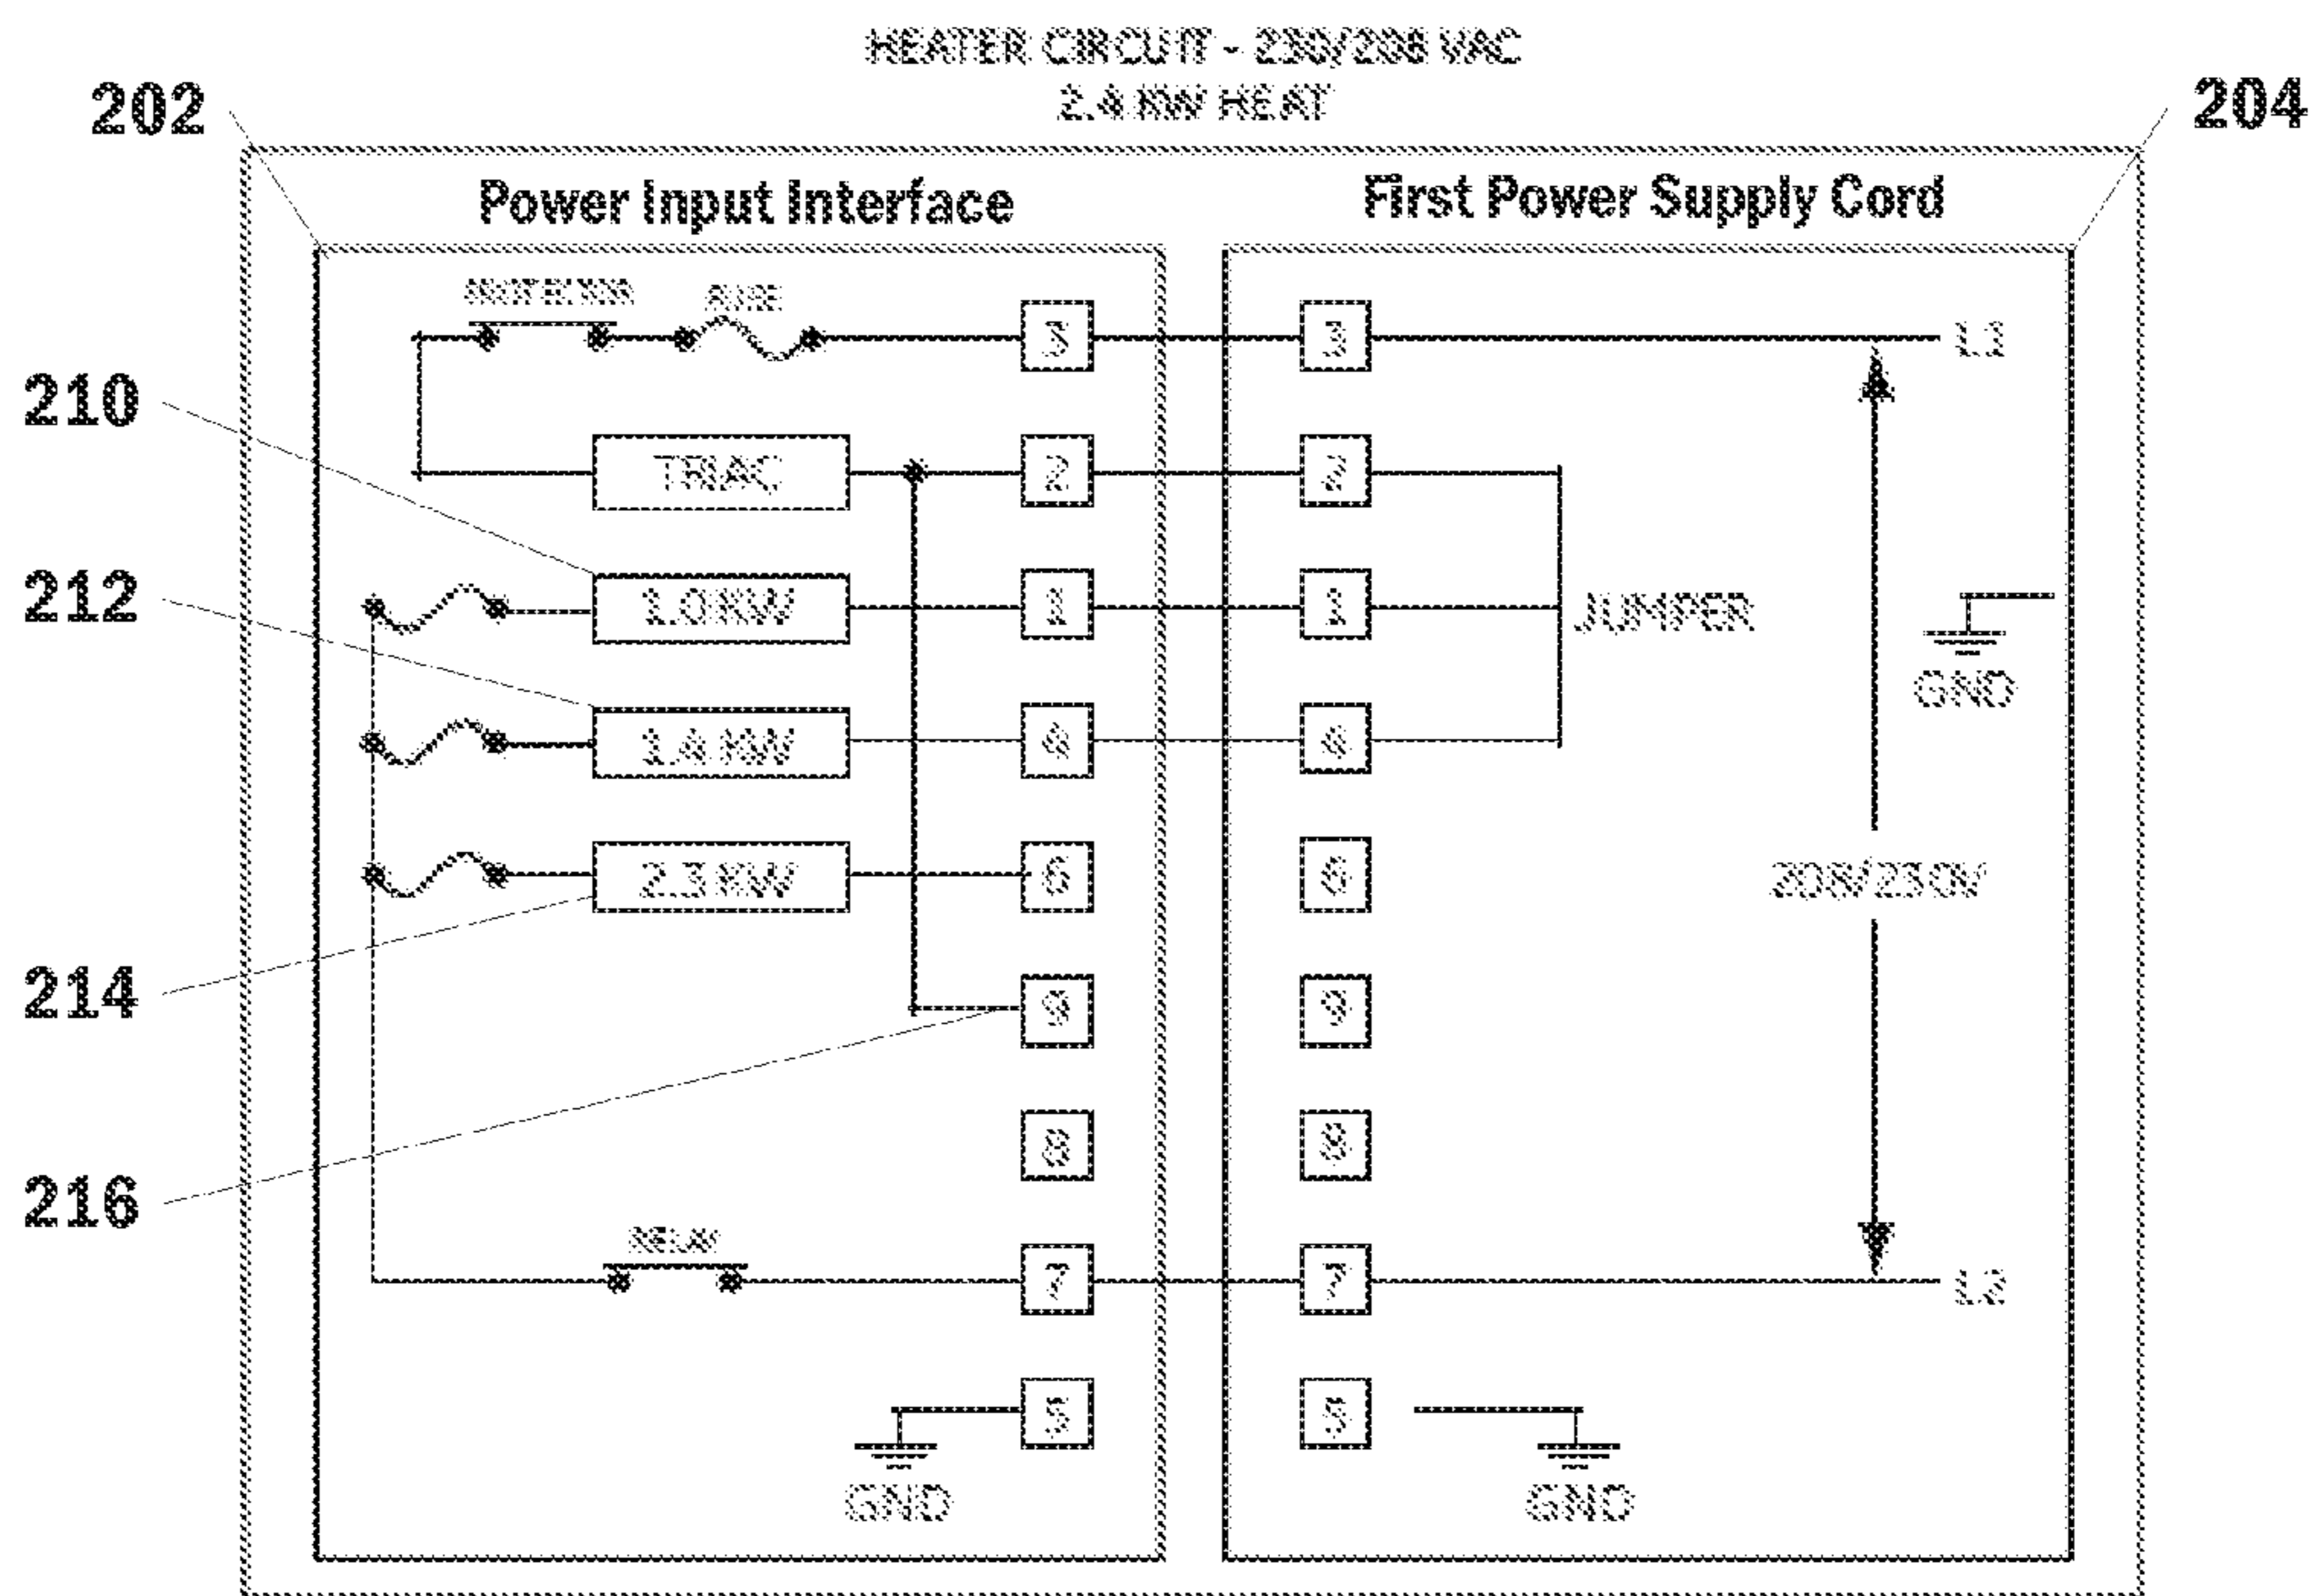 HEATER CIRCUIT - 230/208 VAC
2.4 KW HEAT
202
204
Power Input Interface
First Power Supply Cord
FUSE
3
3
L1
210
TRIAC
2
2
212
1.0 KW
1
1
JUMPER
1.4 KW
4
4
GND
2.3 KW
6
6
208/230V
214
9
9
8
8
216
RELAY
7
7
L2
5
5
GND
GND